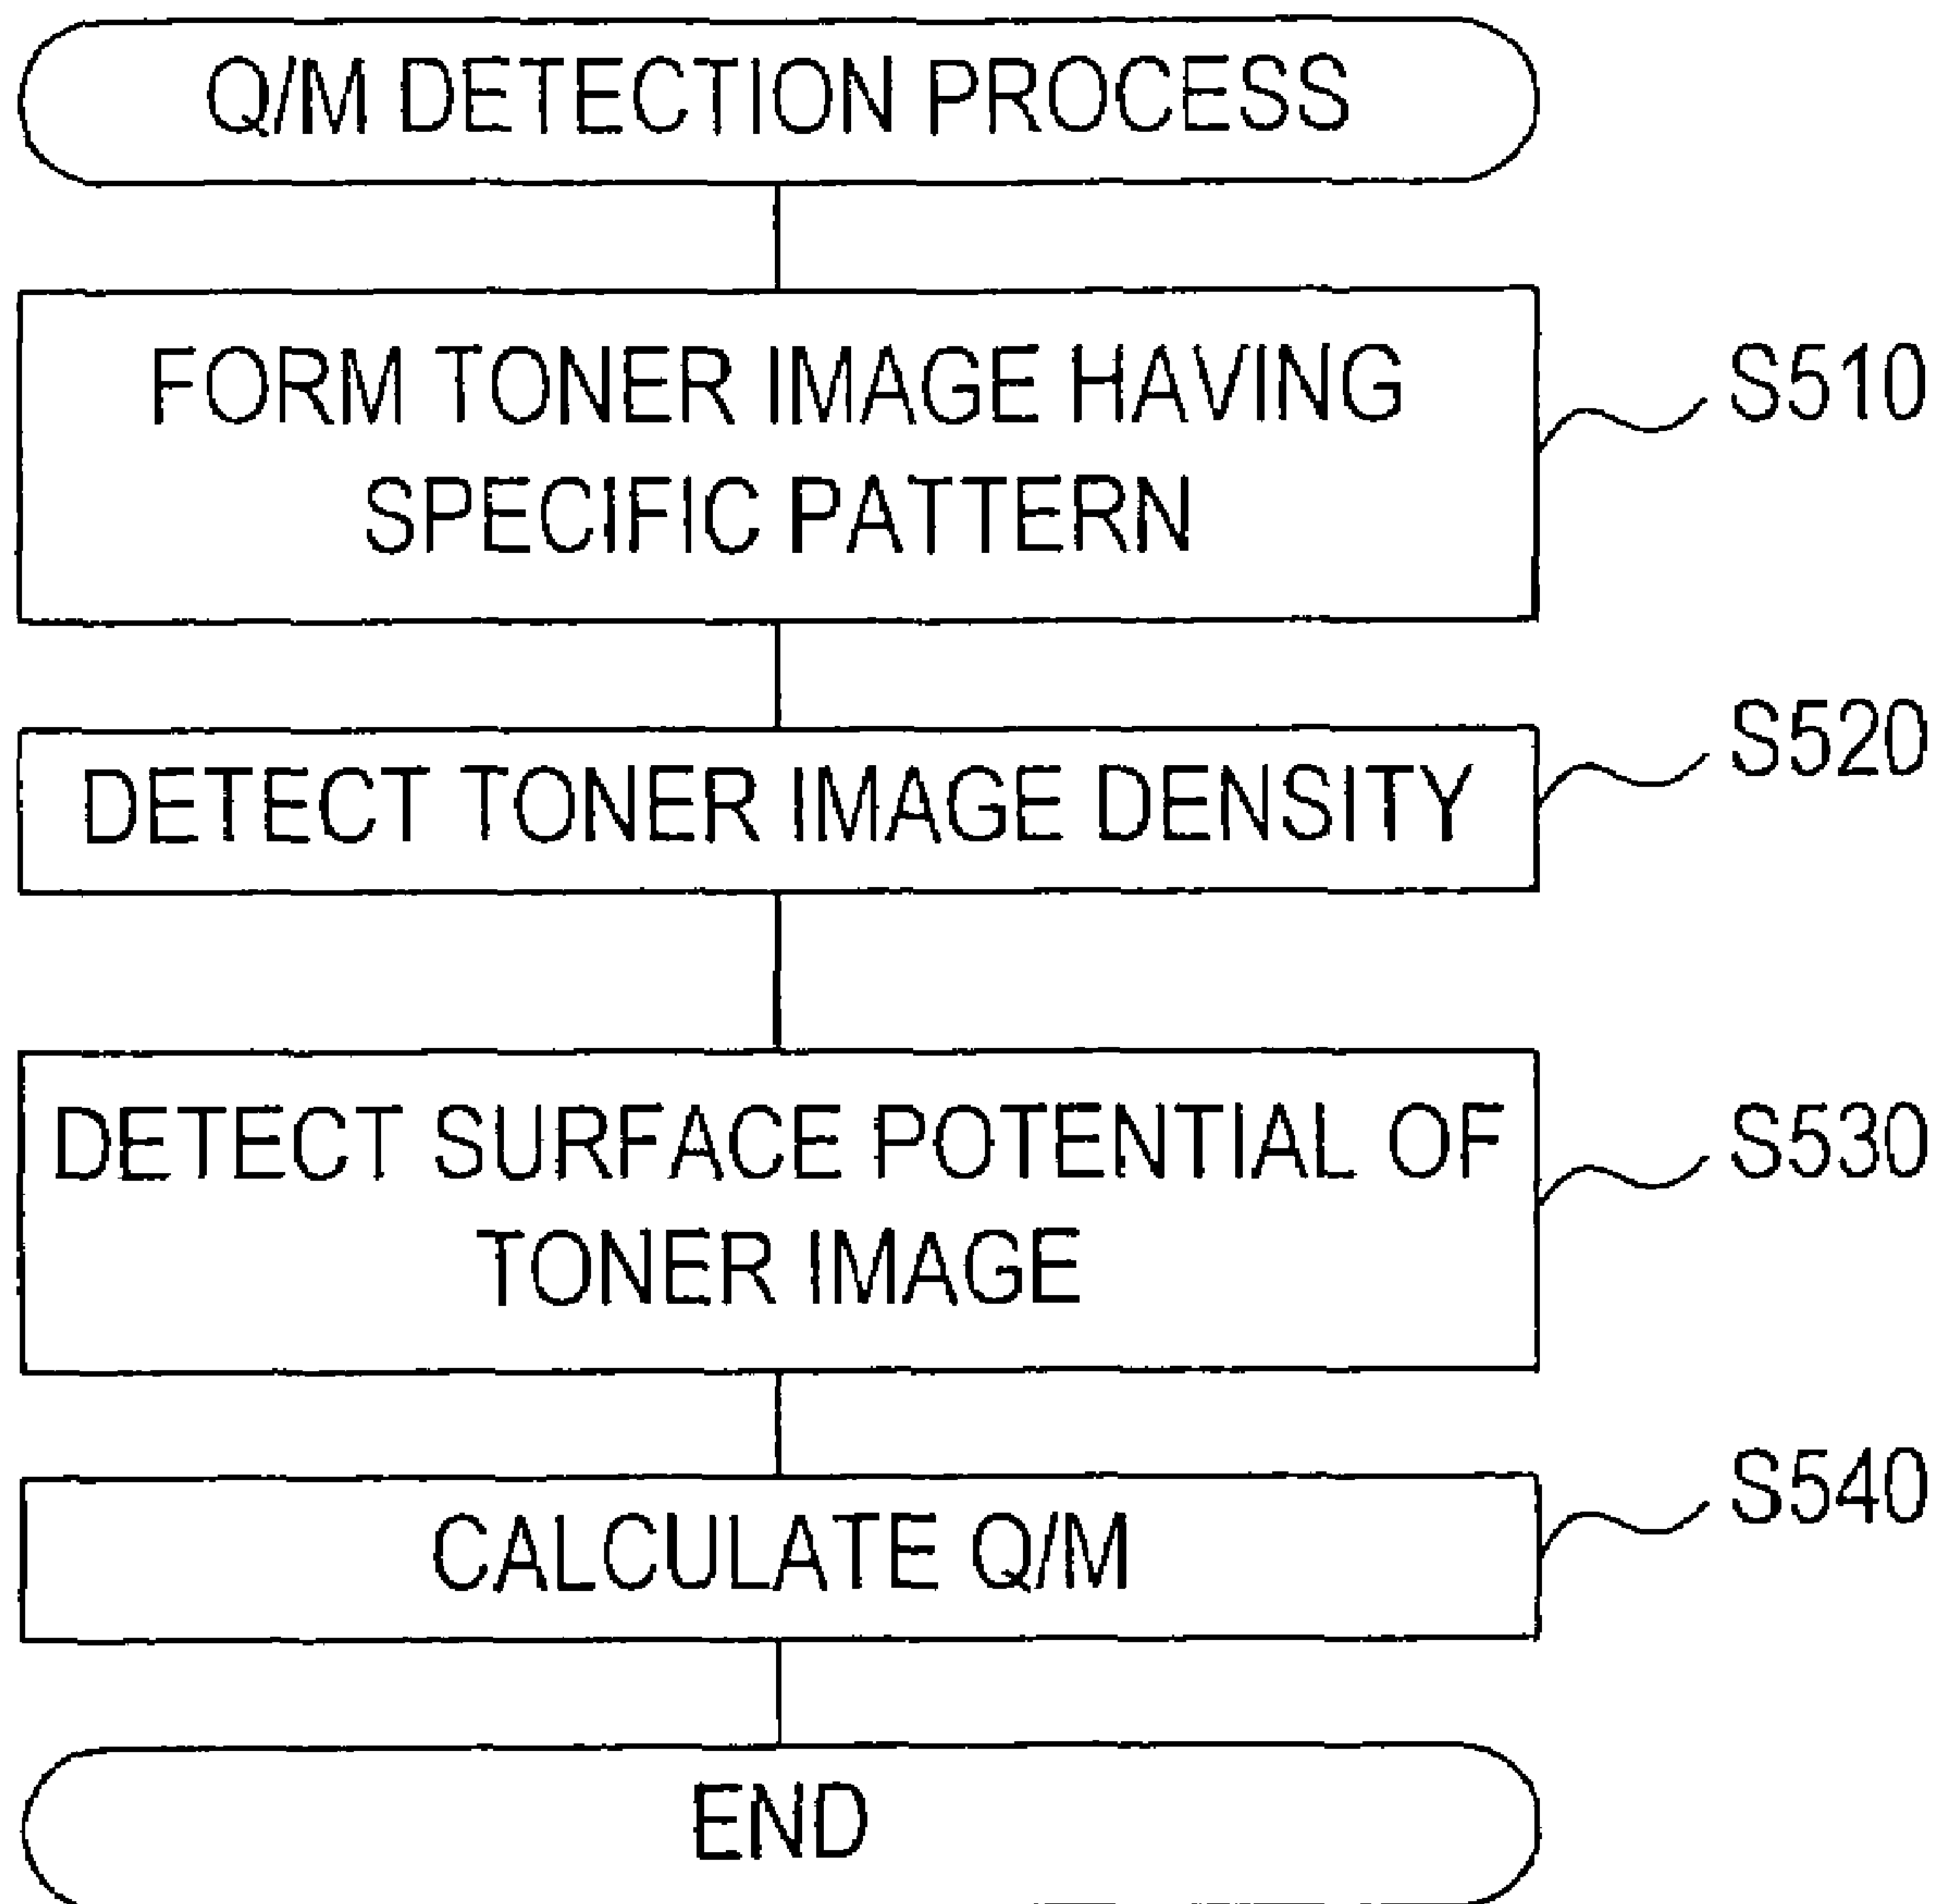 Q/M DETECTION PROCESS
FORM TONER IMAGE HAVING
SPECIFIC PATTERN
S510
DETECT TONER IMAGE DENSITY
S520
DETECT SURFACE POTENTIAL OF
TONER IMAGE
S530
CALCULATE Q/M
S540
END